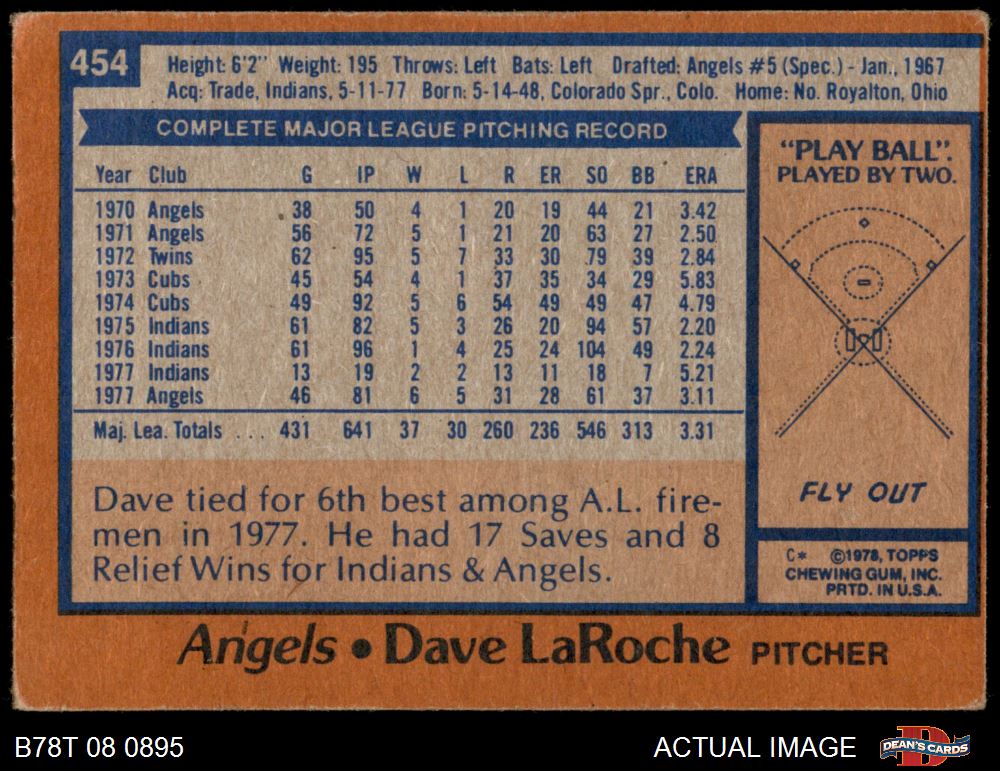 454
Height: 6'2" Weight: 195 Throws: Left Bats: Left Drafted: Angels #5 (Spec.) - Jan., 1967
Acq: Trade, Indians, 5-11-77 Born: 5-14-48, Colorado Spr., Colo. Home: No. Royalton, Ohio
COMPLETE MAJOR LEAGUE PITCHING RECORD
Year Club G IP W L R ER SO BB ERA
1970 Angels 38 50 4 1 20 19 44 21 3.42
1971 Angels 56 72 5 1 21 20 63 27 2.50
1972 Twins 62 95 5 7 33 30 79 39 2.84
1973 Cubs 45 54 4 1 37 35 34 29 5.83
1974 Cubs 49 92 5 6 54 49 49 47 4.79
1975 Indians 61 82 5 3 26 20 94 57 2.20
1976 Indians 61 96 1 4 25 24 104 49 2.24
1977 Indians 13 19 2 2 13 11 18 7 5.21
1977 Angels 46 81 6 5 31 28 61 37 3.11
Maj. Lea. Totals ... 431 641 37 30 260 236 546 313 3.31
Dave tied for 6th best among A.L. fire-
men in 1977. He had 17 Saves and 8
Relief Wins for Indians & Angels.
"PLAY BALL".
PLAYED BY TWO.
FLY OUT
C* ©1978, TOPPS
CHEWING GUM, INC.
PRTD. IN U.S.A.
Angels • Dave LaRoche PITCHER
B78T 08 0895
ACTUAL IMAGE
DEAN'S CARDS